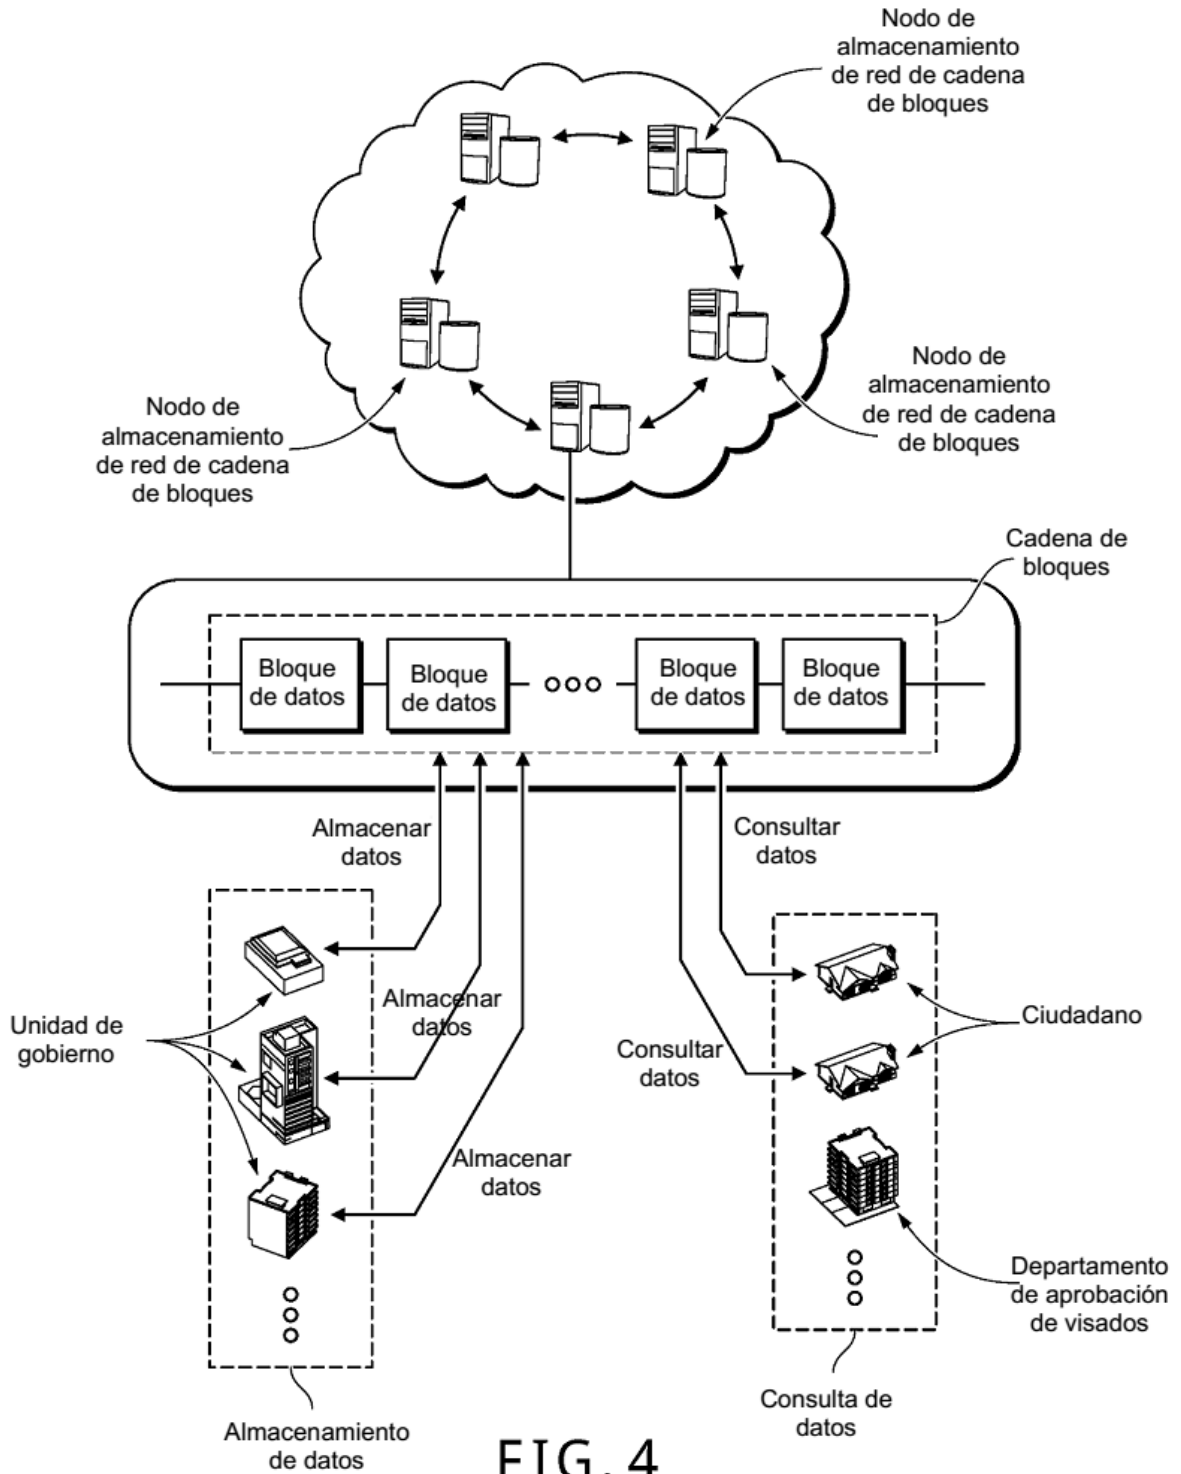 Nodo de
almacenamiento
de red de cadena
de bloques
Nodo de
almacenamiento
de red de cadena
de bloques
Nodo de
almacenamiento
de red de cadena
de bloques
Cadena de
bloques
Bloque
de datos
Bloque
de datos
Bloque
de datos
Bloque
de datos
Almacenar
datos
Consultar
datos
Almacenar
datos
Unidad de
gobierno
Ciudadano
Consultar
datos
Almacenar
datos
Departamento
de aprobación
de visados
Consulta de
datos
Almacenamiento
de datos
FIG. 4